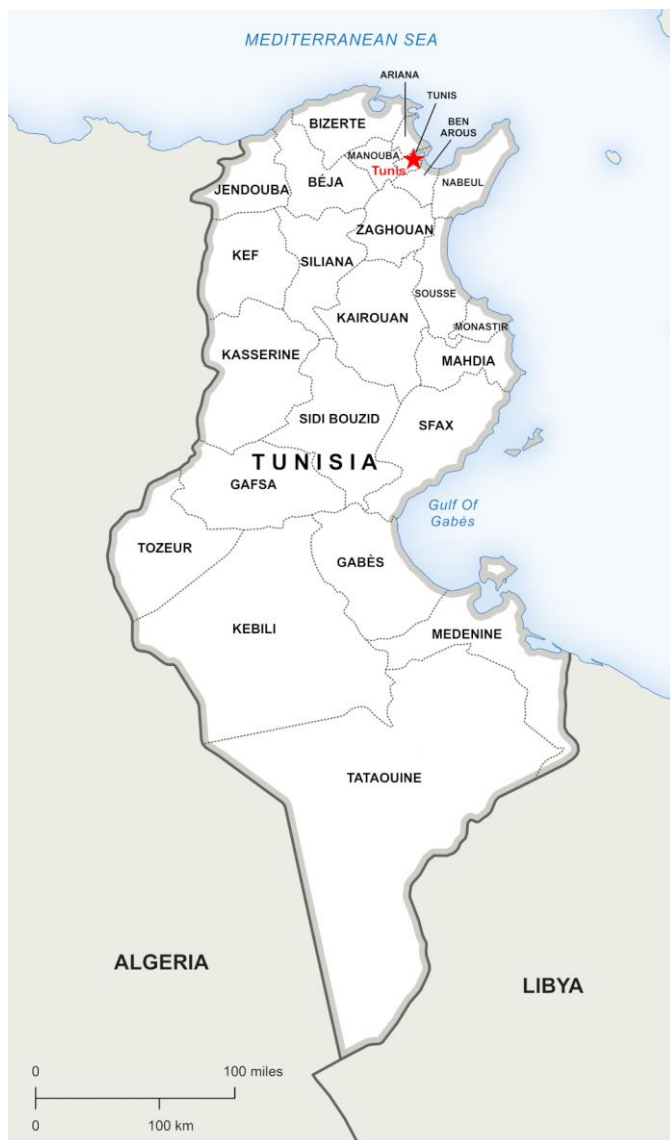 MEDITERRANEAN SEA
ARIANA
TUNIS
BEN
AROUS
BIZERTE
MANOUBA
Tunis
NABEUL
JENDOUBA
BÉJA
ZAGHOUAN
KEF
SILIANA
SOUSSE
KAIROUAN
MONASTIR
KASSERINE
MAHDIA
SIDI BOUZID
SFAX
TUNISIA
GAFSA
Gulf Of
Gabès
TOZEUR
GABÈS
KEBILI
MEDENINE
TATAOUINE
ALGERIA
LIBYA
0 100 miles
0 100 km